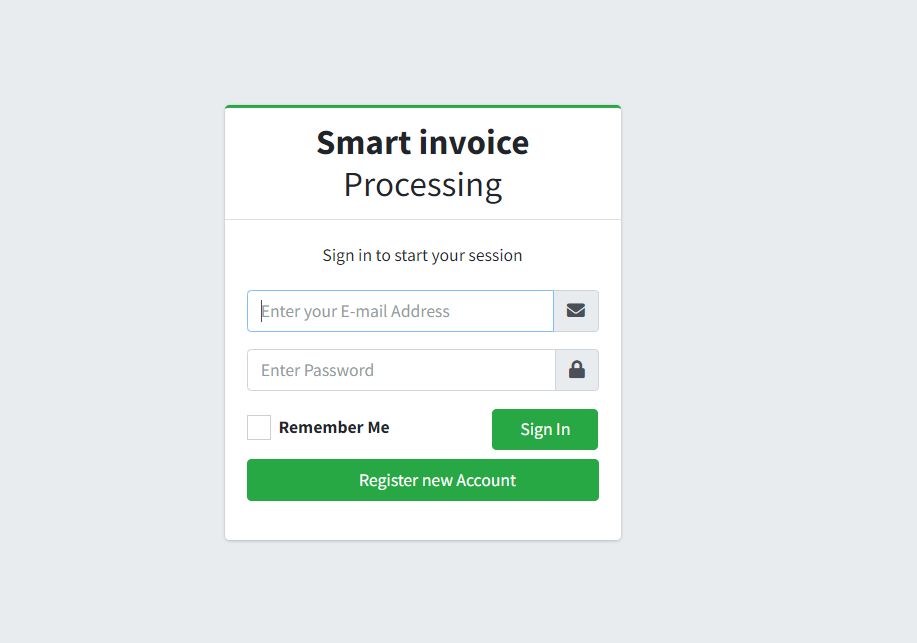 Smart invoice
Processing
Sign in to start your session
Enter your E-mail Address
Enter Password
Remember Me
Sign In
Register new Account